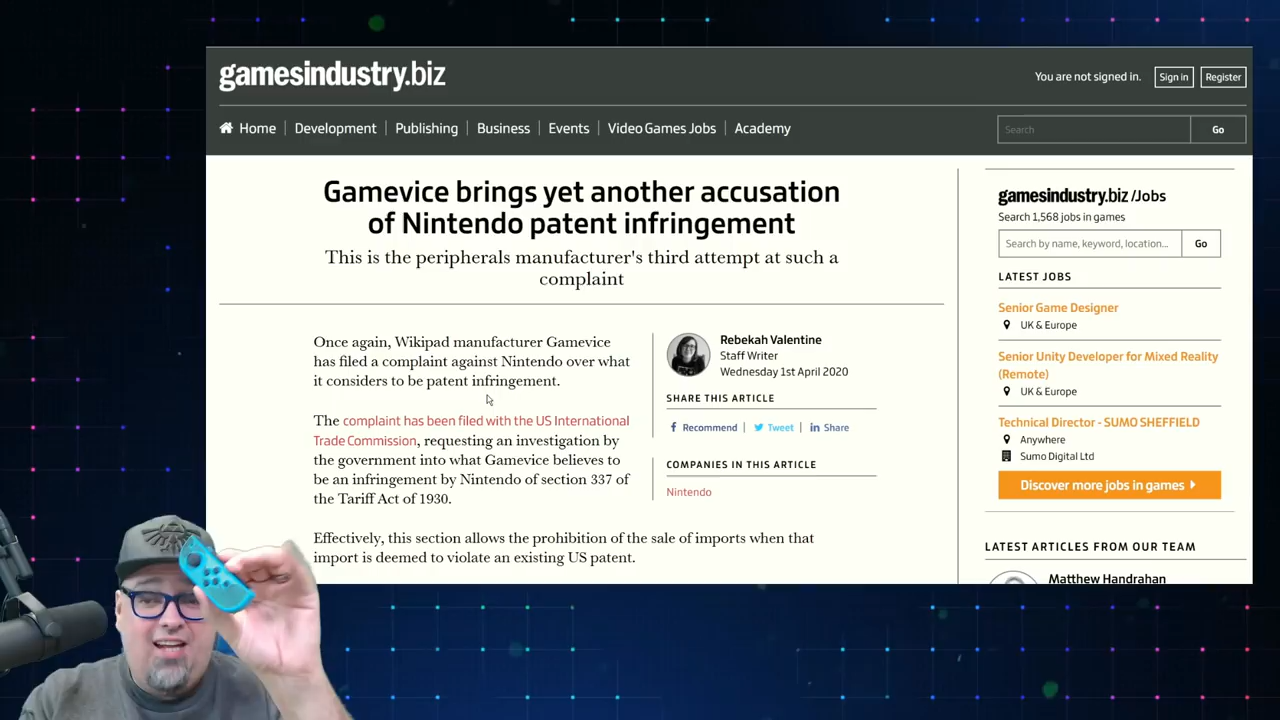 gamesindustry.biz
You are not signed in.
Sign in
Register
Home
Development
Publishing
Business
Events
Video Games Jobs
Academy
Search
Go
Gamevice brings yet another accusation
of Nintendo patent infringement
This is the peripherals manufacturer's third attempt at such a
complaint
Once again, Wikipad manufacturer Gamevice
has filed a complaint against Nintendo over what
it considers to be patent infringement.
The complaint has been filed with the US International
Trade Commission, requesting an investigation by
the government into what Gamevice believes to
be an infringement by Nintendo of section 337 of
the Tariff Act of 1930.
Effectively, this section allows the prohibition of the sale of imports when that
import is deemed to violate an existing US patent.
Rebekah Valentine
Staff Writer
Wednesday 1st April 2020
SHARE THIS ARTICLE
Recommend
Tweet
Share
COMPANIES IN THIS ARTICLE
Nintendo
gamesindustry.biz /Jobs
Search 1,568 jobs in games
Search by name, keyword, location...
Go
LATEST JOBS
Senior Game Designer
UK & Europe
Senior Unity Developer for Mixed Reality
(Remote)
UK & Europe
Technical Director - SUMO SHEFFIELD
Anywhere
Sumo Digital Ltd
Discover more jobs in games
LATEST ARTICLES FROM OUR TEAM
Matthew Handrahan